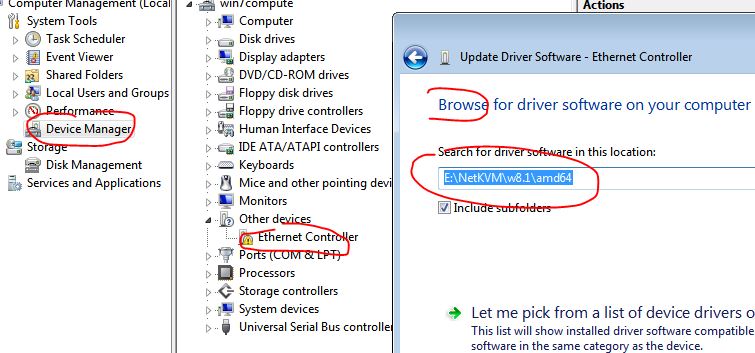 Computer Management (Local
System Tools
Task Scheduler
Event Viewer
Shared Folders
Local Users and Groups
Performance
Device Manager
Storage
Disk Management
Services and Applications
win7compute
Computer
Disk drives
Display adapters
DVD/CD-ROM drives
Floppy disk drives
Floppy drive controllers
Human Interface Devices
IDE ATA/ATAPI controllers
Keyboards
Mice and other pointing devi
Monitors
Other devices
Ethernet Controller
Ports (COM & LPT)
Processors
Storage controllers
System devices
Universal Serial Bus controller
Actions
Update Driver Software - Ethernet Controller
Browse for driver software on your computer
Search for driver software in this location:
E:\NetKVM\w8.1\amd64
Include subfolders
Let me pick from a list of device drivers o
This list will show installed driver software compatible
software in the same category as the device.